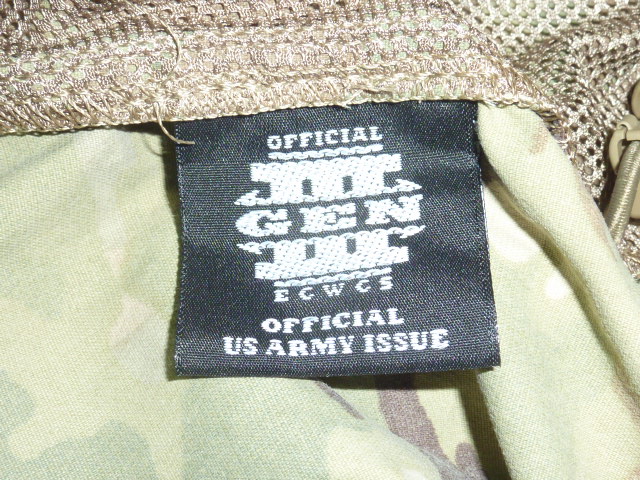 OFFICIAL
III
GEN
III
ECWCS
OFFICIAL
US ARMY ISSUE